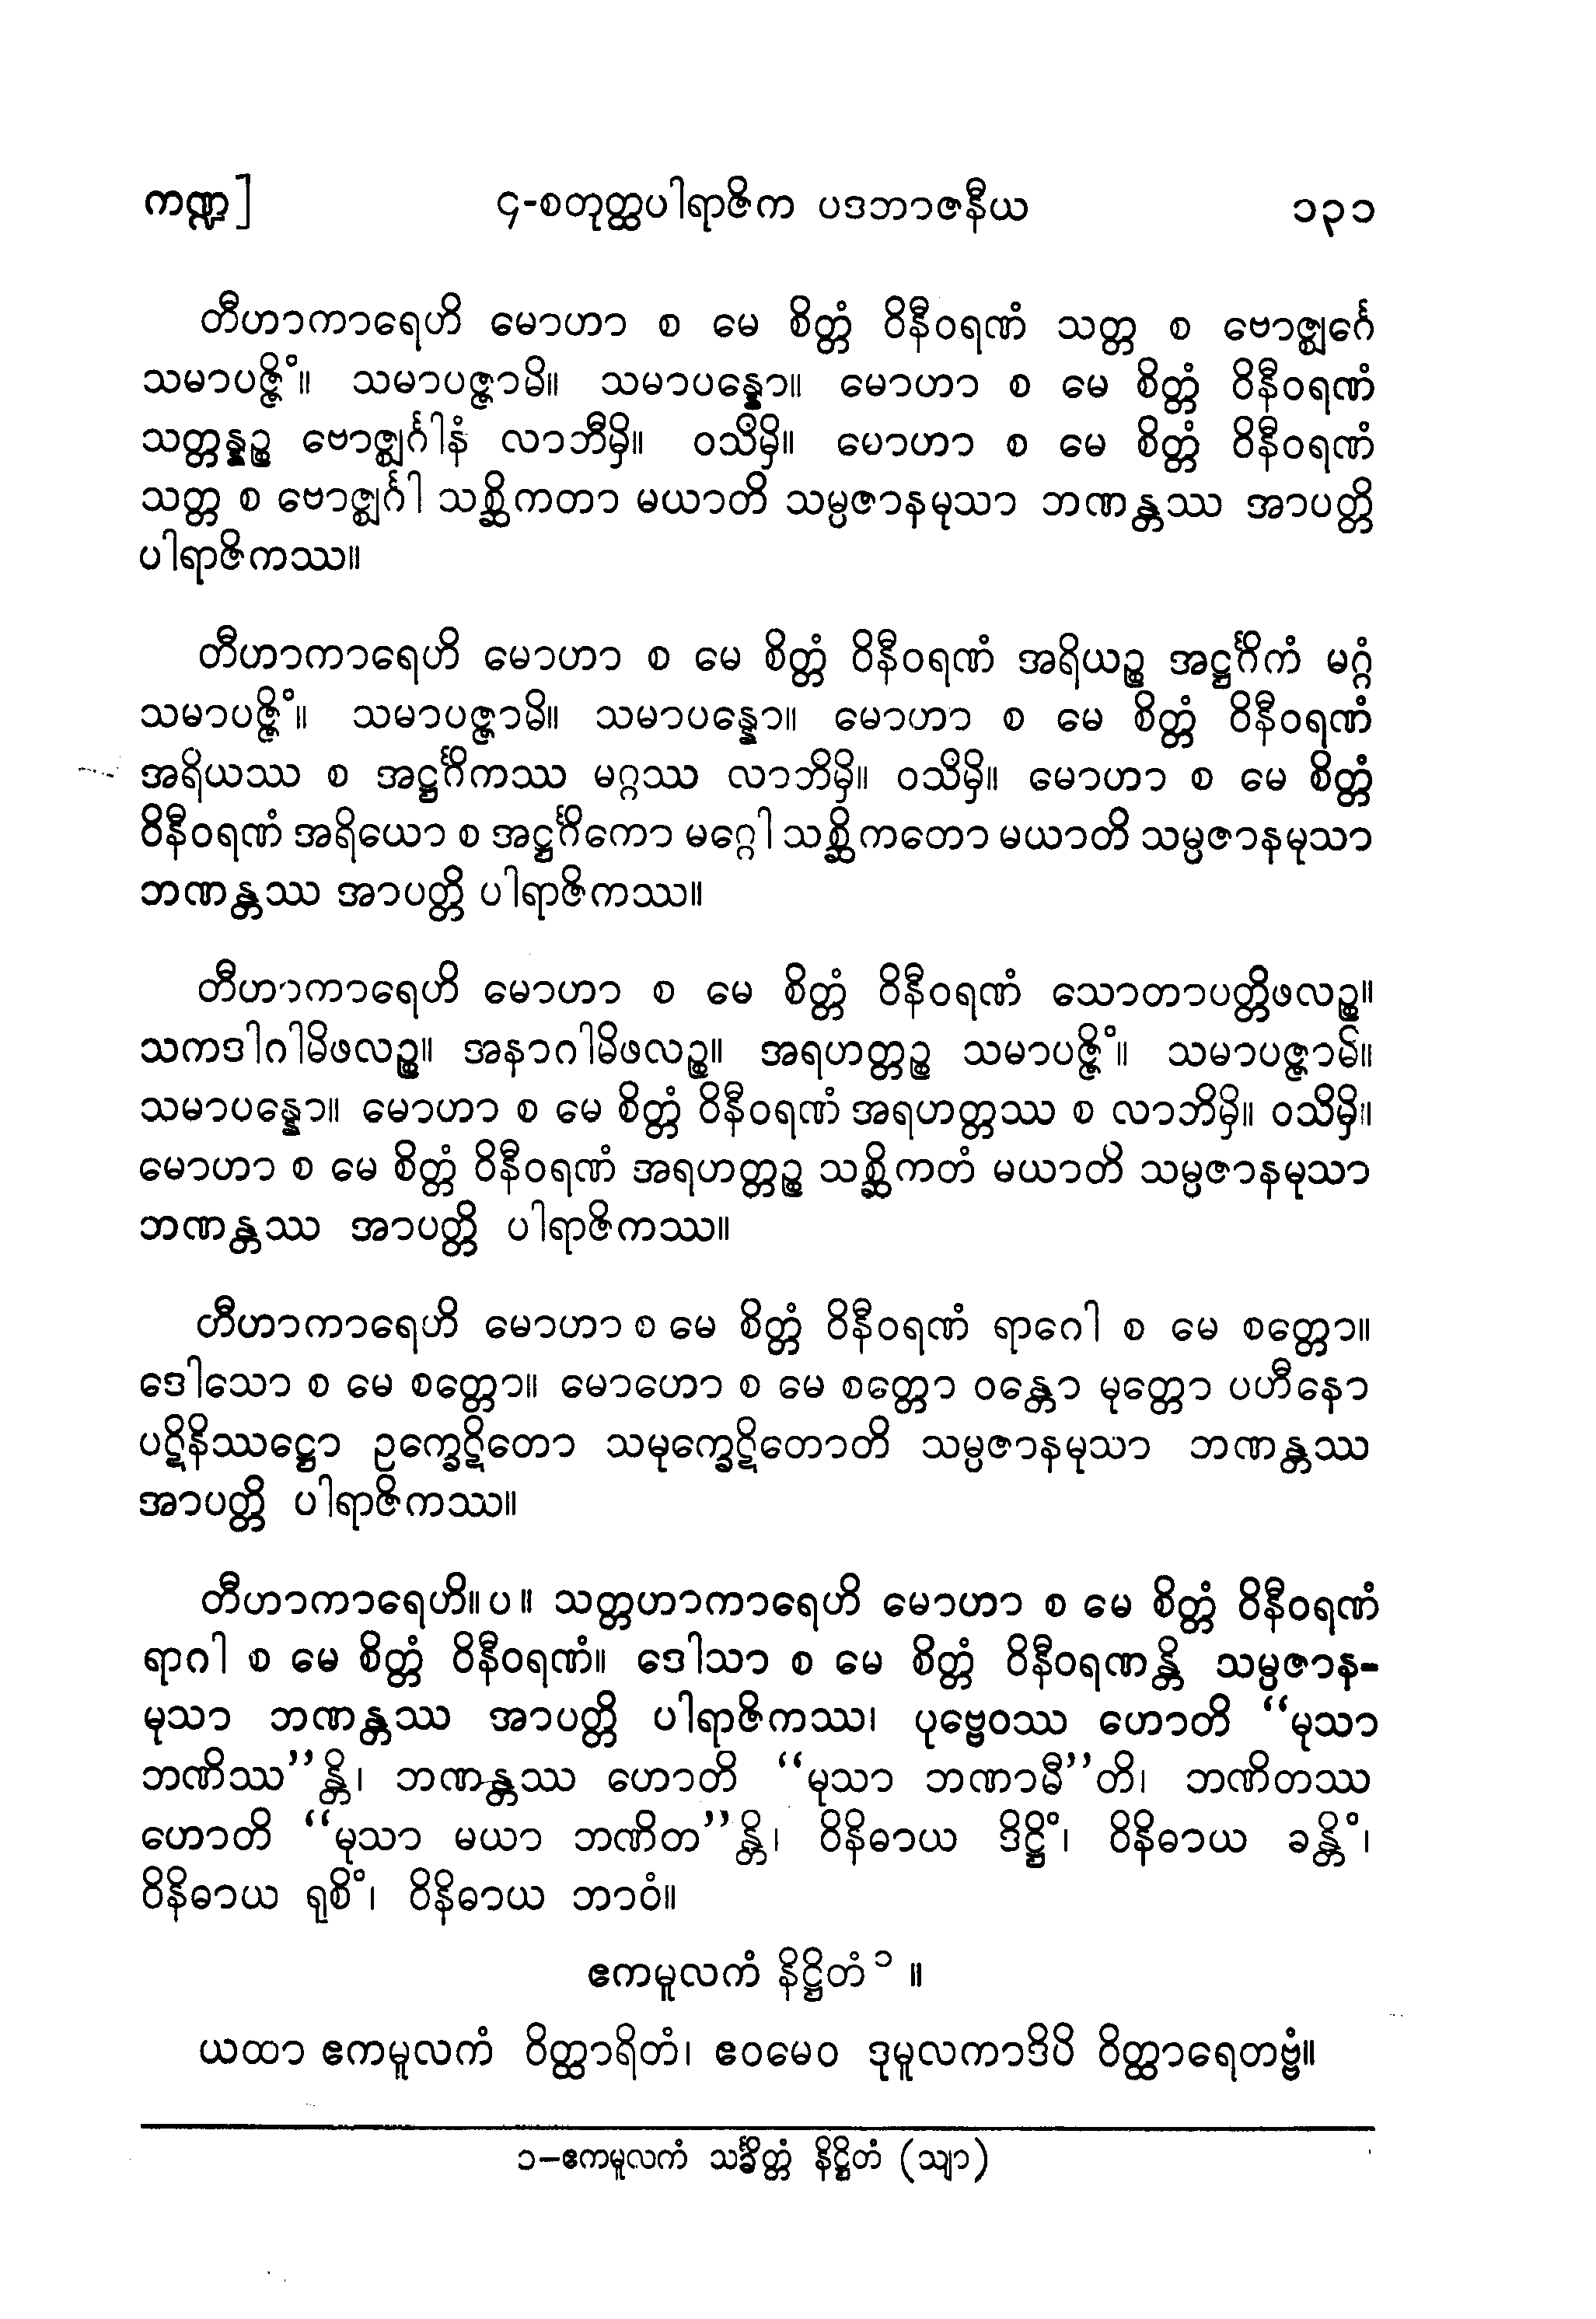 ကဏ္ဍ] ၄-စတုတ္ထပါရာဇိက ပဒဘာဇနီယ ၁၃၁
တီဟာကာရေဟိ မောဟာ စ မေ စိတ္တံ ဝိနီဝရဏံ သတ္တ စ ဗောဇ္ဈင်္ဂေ
သမာပဇ္ဇိံ။ သမာပဇ္ဇာမိ။ သမာပန္နော။ မောဟာ စ မေ စိတ္တံ ဝိနီဝရဏံ
သတ္တန္နဉ္စ ဗောဇ္ဈင်္ဂါနံ လာဘီမှိ။ ဝသီမှိ။ မောဟာ စ မေ စိတ္တံ ဝိနီဝရဏံ
သတ္တ စ ဗောဇ္ဈင်္ဂါ သစ္ဆိကတာ မယာတိ သမ္ပဇာနမုသာ ဘဏန္တဿ အာပတ္တိ
ပါရာဇိကဿ။
တီဟာကာရေဟိ မောဟာ စ မေ စိတ္တံ ဝိနီဝရဏံ အရိယဉ္စ အဋ္ဌင်္ဂိကံ မဂ္ဂံ
သမာပဇ္ဇိံ။ သမာပဇ္ဇာမိ။ သမာပန္နော။ မောဟာ စ မေ စိတ္တံ ဝိနီဝရဏံ
အရိယဿ စ အဋ္ဌင်္ဂိကဿ မဂ္ဂဿ လာဘီမှိ။ ဝသီမှိ။ မောဟာ စ မေ စိတ္တံ
ဝိနီဝရဏံ အရိယော စ အဋ္ဌင်္ဂိကော မဂ္ဂေါ သစ္ဆိကတော မယာတိ သမ္ပဇာနမုသာ
ဘဏန္တဿ အာပတ္တိ ပါရာဇိကဿ။
တီဟာကာရေဟိ မောဟာ စ မေ စိတ္တံ ဝိနီဝရဏံ သောတာပတ္တိဖလဉ္စ။
သကဒါဂါမိဖလဉ္စ။ အနာဂါမိဖလဉ္စ။ အရဟတ္တဉ္စ သမာပဇ္ဇိံ။ သမာပဇ္ဇာမိ။
သမာပန္နော။ မောဟာ စ မေ စိတ္တံ ဝိနီဝရဏံ အရဟတ္တဿ စ လာဘီမှိ။ ဝသီမှိ။
မောဟာ စ မေ စိတ္တံ ဝိနီဝရဏံ အရဟတ္တဉ္စ သစ္ဆိကတံ မယာတိ သမ္ပဇာနမုသာ
ဘဏန္တဿ အာပတ္တိ ပါရာဇိကဿ။
တီဟာကာရေဟိ မောဟာ စ မေ စိတ္တံ ဝိနီဝရဏံ ရာဂေါ စ မေ စတ္တော။
ဒေါသော စ မေ စတ္တော။ မောဟော စ မေ စတ္တော ဝန္တော မုတ္တော ပဟီနော
ပဋိနိဿဋ္ဌော ဥက္ခေဋိတော သမုက္ခေဋိတောတိ သမ္ပဇာနမုသာ ဘဏန္တဿ
အာပတ္တိ ပါရာဇိကဿ။
တီဟာကာရေဟိ။ပ။ သတ္တဟာကာရေဟိ မောဟာ စ မေ စိတ္တံ ဝိနီဝရဏံ
ရာဂါ စ မေ စိတ္တံ ဝိနီဝရဏံ။ ဒေါသာ စ မေ စိတ္တံ ဝိနီဝရဏန္တိ သမ္ပဇာန-
မုသာ ဘဏန္တဿ အာပတ္တိ ပါရာဇိကဿ၊ ပုဗ္ဗေဝဿ ဟောတိ “မုသာ
ဘဏိဿ”န္တိ၊ ဘဏန္တဿ ဟောတိ “မုသာ ဘဏာမီ”တိ၊ ဘဏိတဿ
ဟောတိ “မုသာ မယာ ဘဏိတ”န္တိ၊ ဝိနိဓာယ ဒိဋ္ဌိံ၊ ဝိနိဓာယ ခန္တိံ၊
ဝိနိဓာယ ရုစိံ၊ ဝိနိဓာယ ဘာဝံ။
ဧကမူလကံ နိဋ္ဌိတံ ၁ ။
ယထာ ဧကမူလကံ ဝိတ္ထာရိတံ၊ ဧဝမေဝ ဒုမူလကာဒိပိ ဝိတ္ထာရေတဗ္ဗံ။
၁–ဧကမူလကံ သင်္ခိတ္တံ နိဋ္ဌိတံ (သျာ)